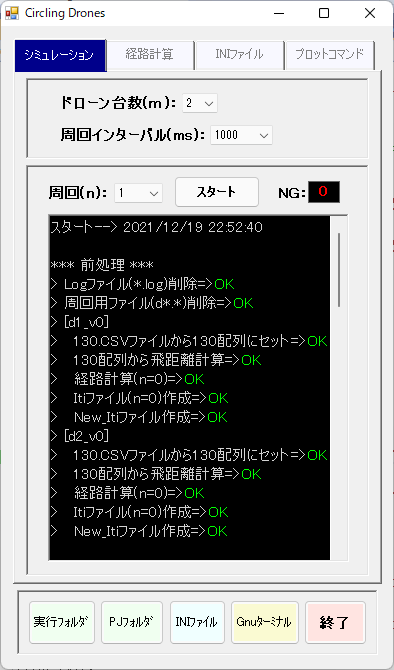 Circling Drones
シミュレーション 経路計算 INIファイル プロットコマンド
ドローン台数(m): 2
周回インターバル(ms): 1000
周回(n): 1 スタート NG: 0
スタート--> 2021/12/19 22:52:40
*** 前処理 ***
> Logファイル(*.log)削除=>OK
> 周回用ファイル(d*.*)削除=>OK
> [d1_v0]
> 130.CSVファイルから130配列にセット=>OK
> 130配列から飛距離計算=>OK
> 経路計算(n=0)=>OK
> Itiファイル(n=0)作成=>OK
> New_Itiファイル作成=>OK
> [d2_v0]
> 130.CSVファイルから130配列にセット=>OK
> 130配列から飛距離計算=>OK
> 経路計算(n=0)=>OK
> Itiファイル(n=0)作成=>OK
> New_Itiファイル作成=>OK
実行フォルダ PJフォルダ INIファイル Gnuターミナル 終了